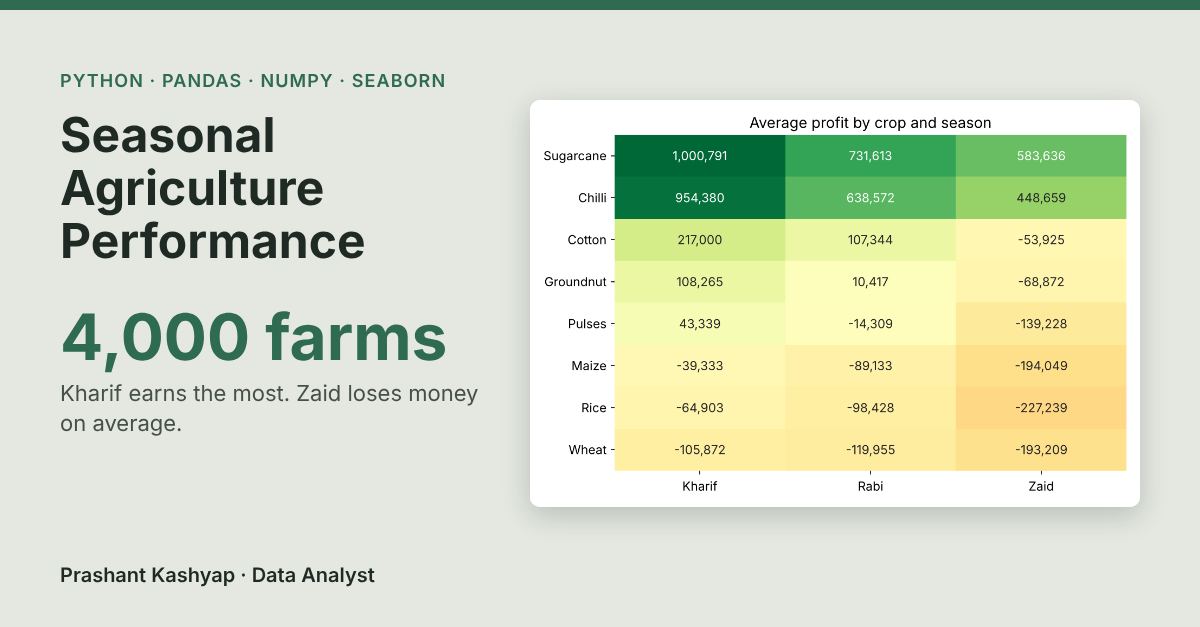 PYTHON · PANDAS · NUMPY · SEABORN
Seasonal
Agriculture
Performance
4,000 farms
Kharif earns the most. Zaid loses money
on average.
Prashant Kashyap · Data Analyst
Average profit by crop and season
Sugarcane 1,000,791 731,613 583,636
Chilli 954,380 638,572 448,659
Cotton 217,000 107,344 -53,925
Groundnut 108,265 10,417 -68,872
Pulses 43,339 -14,309 -139,228
Maize -39,333 -89,133 -194,049
Rice -64,903 -98,428 -227,239
Wheat -105,872 -119,955 -193,209
Kharif Rabi Zaid